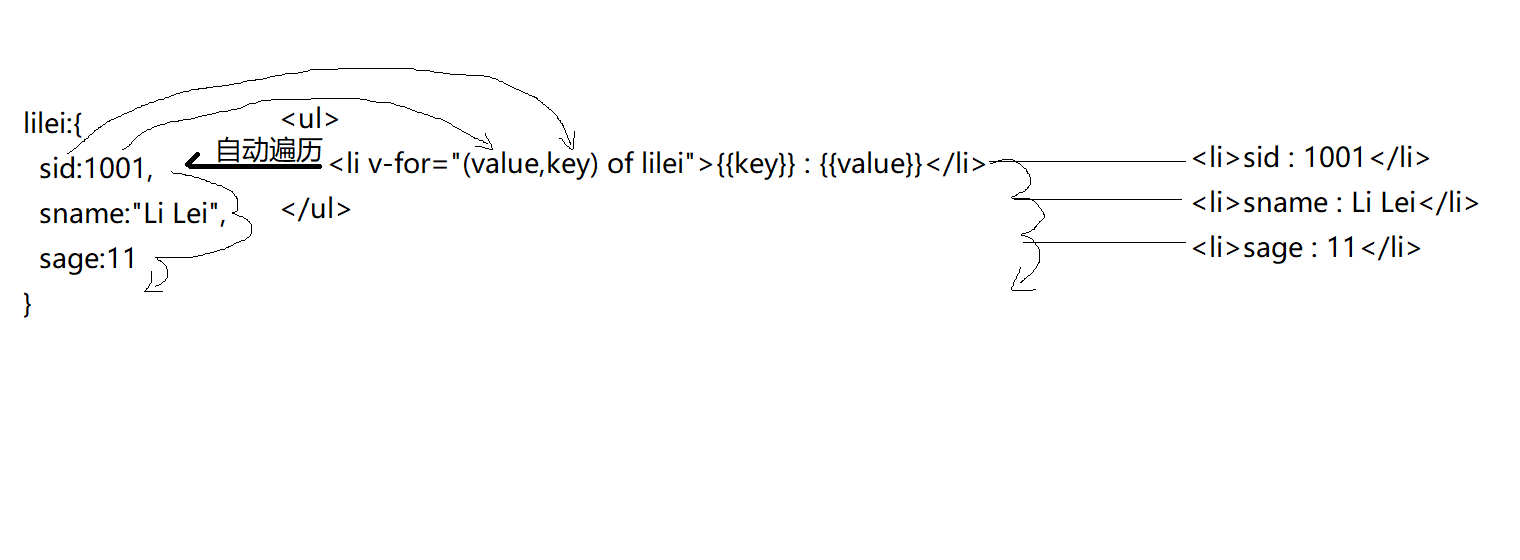 lilei:{
sid:1001,
sname:"Li Lei",
sage:11
}
<ul>
自动遍历
<li v-for="(value,key) of lilei">{{key}} : {{value}}</li>
</ul>
<li>sid : 1001</li>
<li>sname : Li Lei</li>
<li>sage : 11</li>